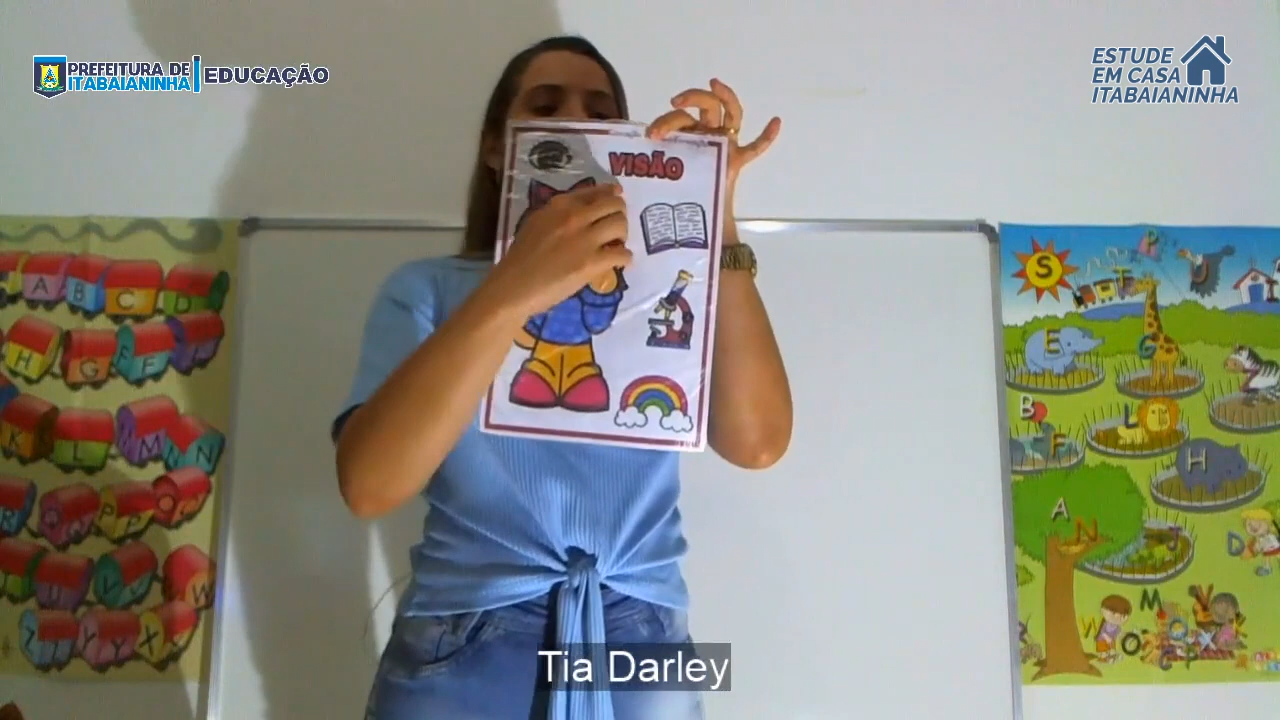 PREFEITURA DE
ITABAIANINHA
EDUCAÇÃO
ESTUDE
EM CASA
ITABAIANINHA
VISÃO
A B C D
H G F E
K L M N
R Q P O
U V W
Z Y X
S
T
P
E
G
B
L
F
H
A
N
J
D
M
W
O
Q
X
C
Tia Darley